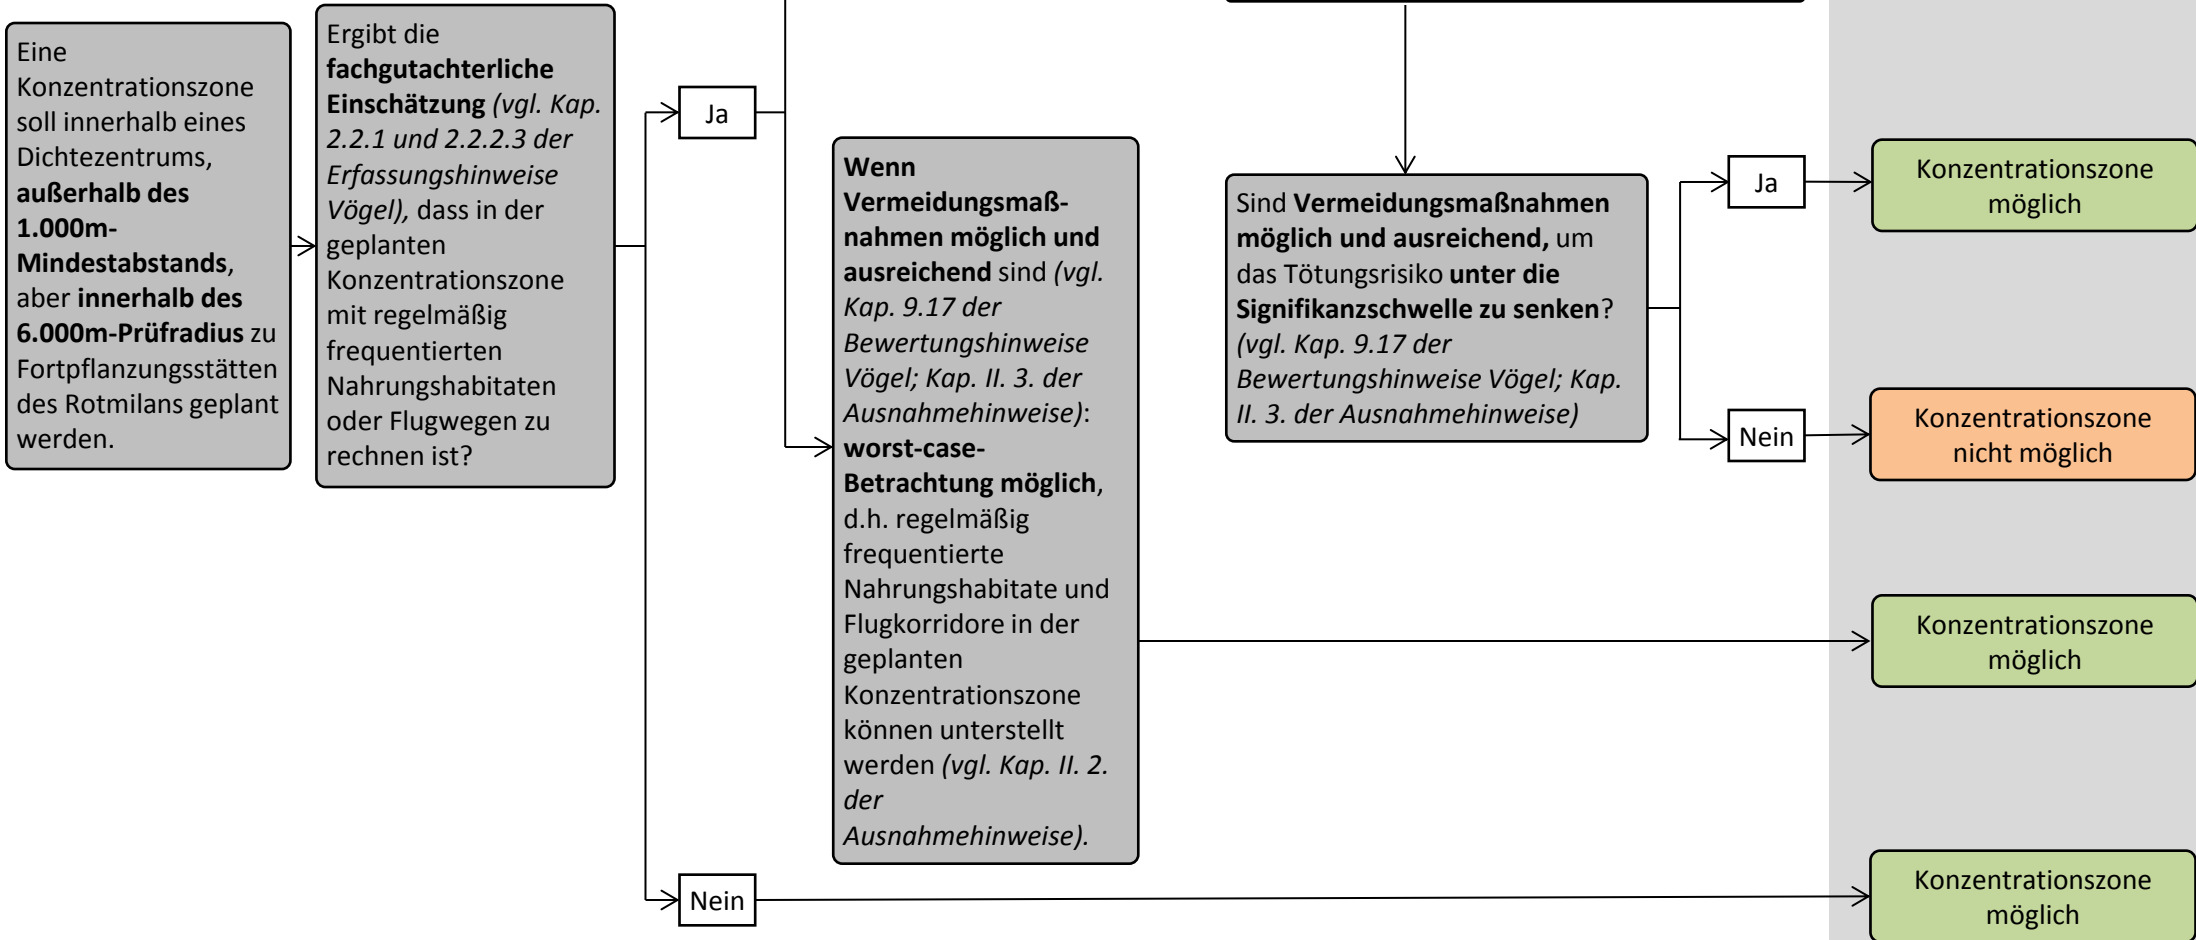 Eine
Konzentrationszone
soll innerhalb eines
Dichtezentrums,
außerhalb des
1.000m-
Mindestabstands,
aber innerhalb des
6.000m-Prüfradius zu
Fortpflanzungsstätten
des Rotmilans geplant
werden.
Ergibt die
fachgutachterliche
Einschätzung (vgl. Kap.
2.2.1 und 2.2.2.3 der
Erfassungshinweise
Vögel), dass in der
geplanten
Konzentrationszone
mit regelmäßig
frequentierten
Nahrungshabitaten
oder Flugwegen zu
rechnen ist?
Ja
Wenn
Vermeidungsmaß-
nahmen möglich und
ausreichend sind (vgl.
Kap. 9.17 der
Bewertungshinweise
Vögel; Kap. II. 3. der
Ausnahmehinweise):
worst-case-
Betrachtung möglich,
d.h. regelmäßig
frequentierte
Nahrungshabitate und
Flugkorridore in der
geplanten
Konzentrationszone
können unterstellt
werden (vgl. Kap. II. 2.
der
Ausnahmehinweise).
Sind Vermeidungsmaßnahmen
möglich und ausreichend, um
das Tötungsrisiko unter die
Signifikanzschwelle zu senken?
(vgl. Kap. 9.17 der
Bewertungshinweise Vögel; Kap.
II. 3. der Ausnahmehinweise)
Ja
Konzentrationszone
möglich
Nein
Konzentrationszone
nicht möglich
Konzentrationszone
möglich
Nein
Konzentrationszone
möglich